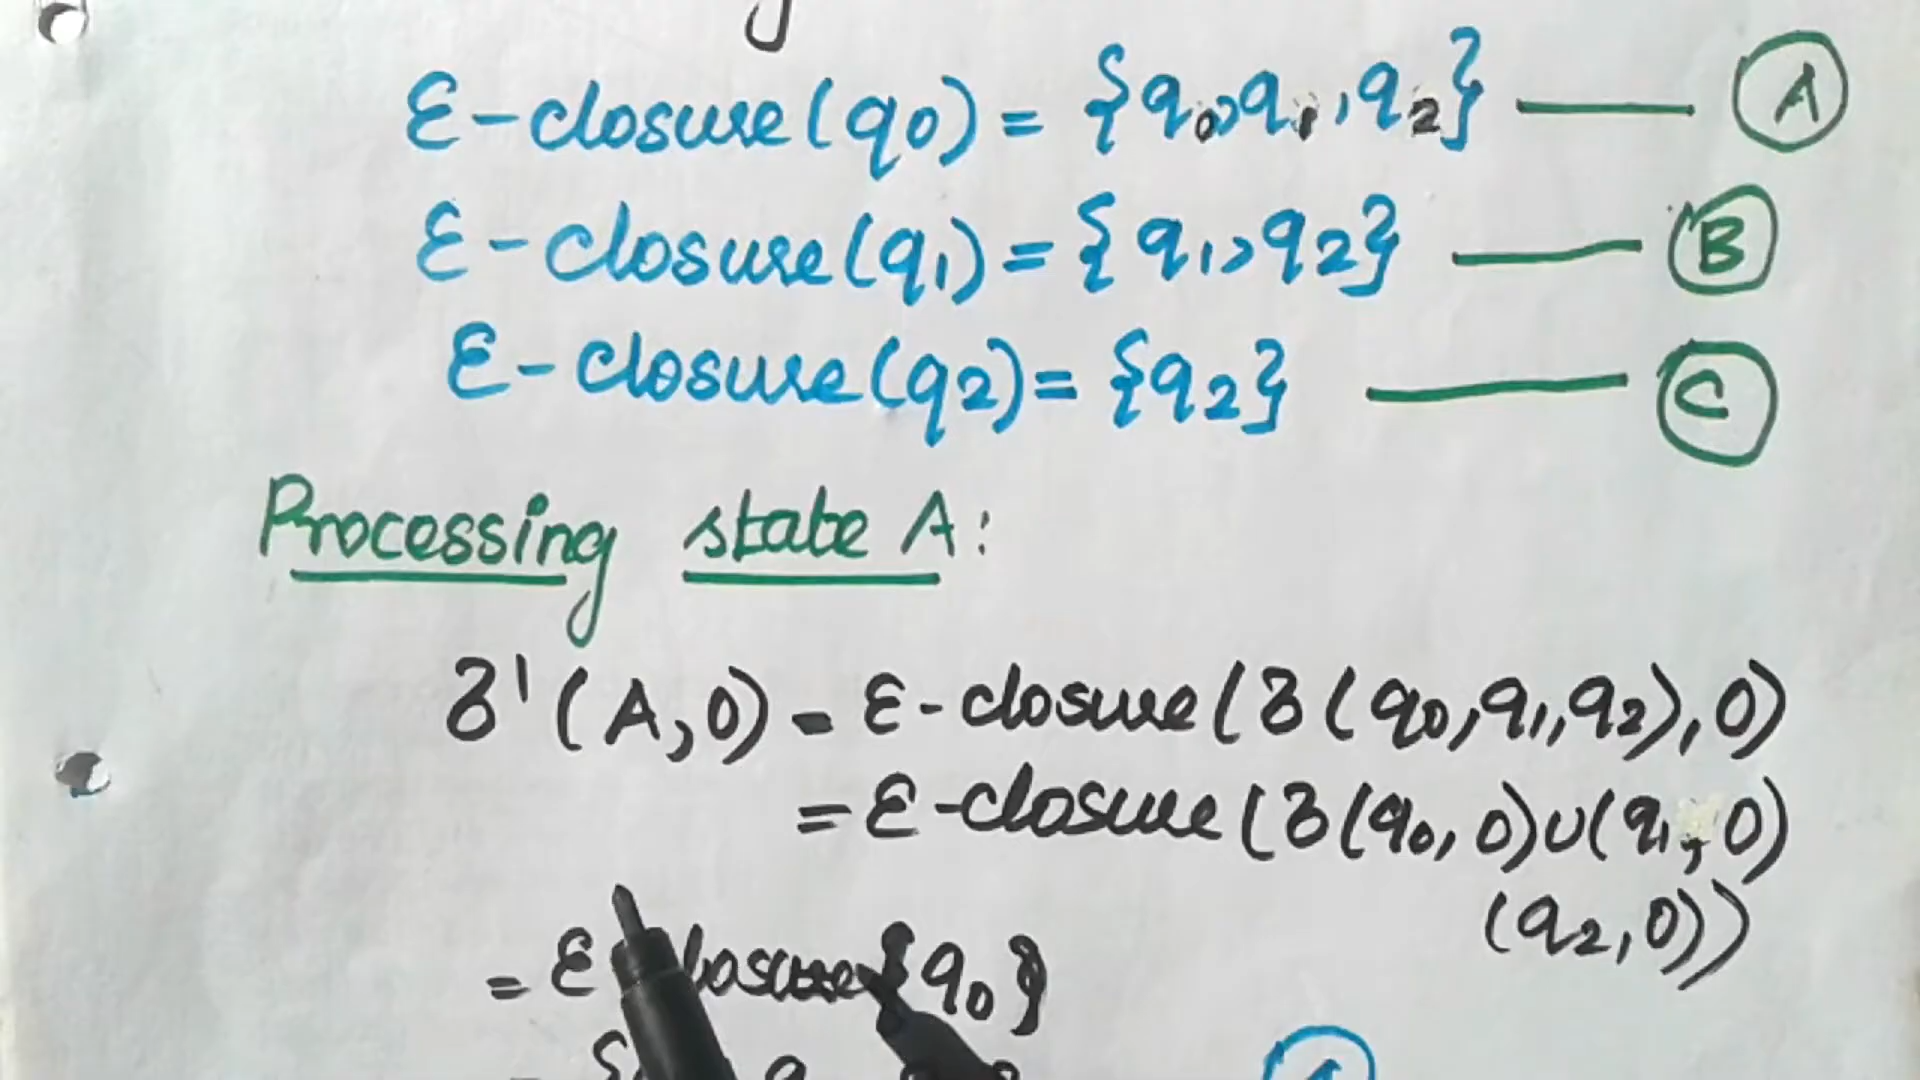 ε-closure(q0) = {q0,q1,q2} — A
ε-closure(q1) = {q1,q2} — B
ε-closure(q2) = {q2} — C
Processing state A:
δ'(A,0) = ε-closure(δ(q0,q1,q2),0)
= ε-closure(δ(q0,0)∪(q1,0)
(q2,0))
= ε-closure{q0}